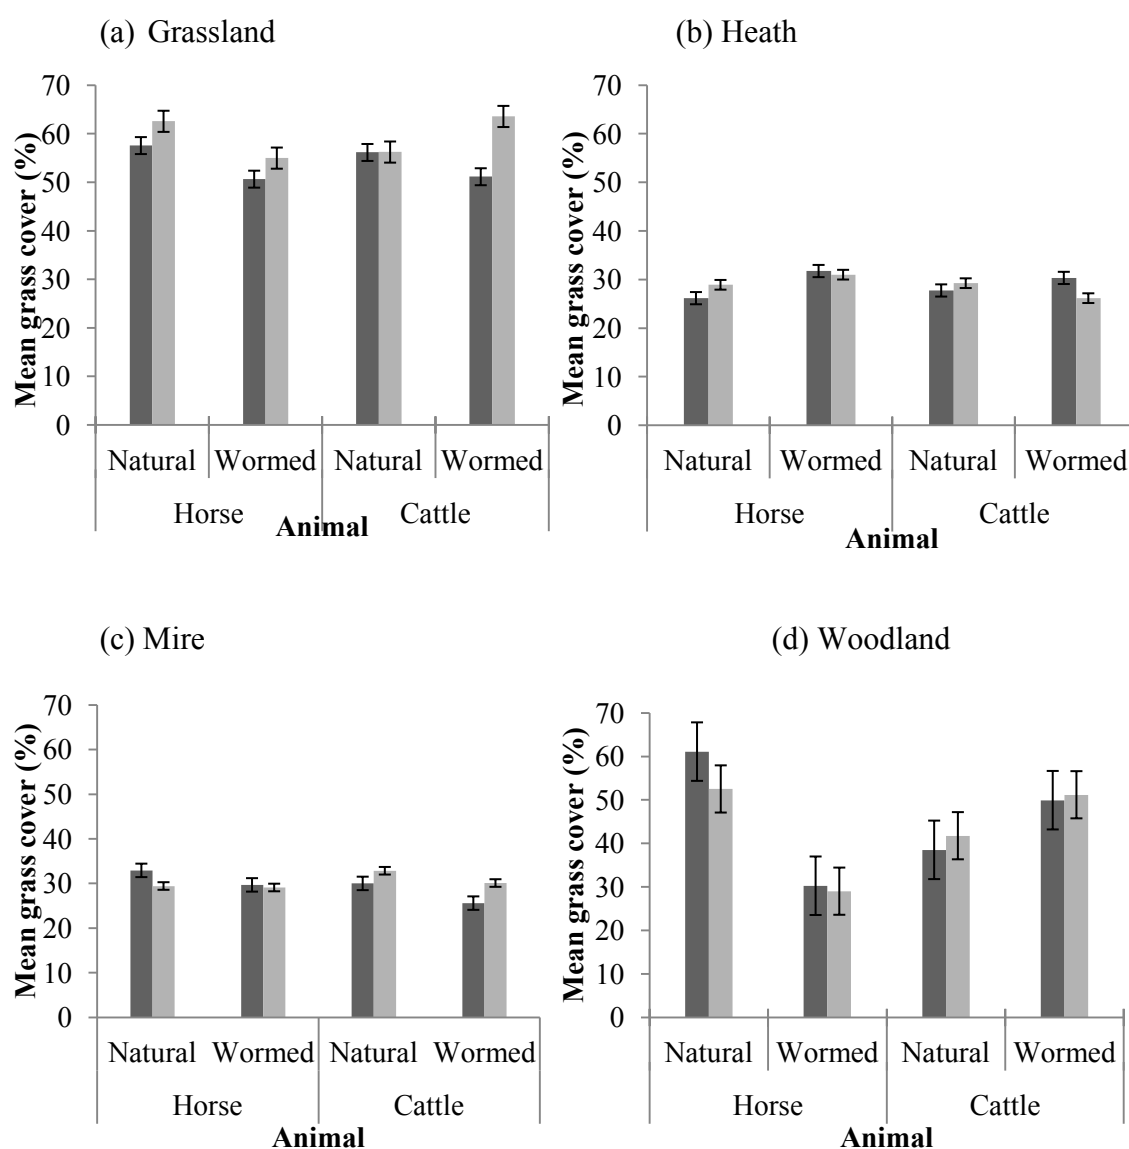 (a) Grassland
Mean grass cover (%)
70
60
50
40
30
20
10
0
Natural Wormed Natural Wormed
Horse Cattle
Animal
(b) Heath
Mean grass cover (%)
70
60
50
40
30
20
10
0
Natural Wormed Natural Wormed
Horse Cattle
Animal
(c) Mire
Mean grass cover (%)
70
60
50
40
30
20
10
0
Natural Wormed Natural Wormed
Horse Cattle
Animal
(d) Woodland
Mean grass cover (%)
70
60
50
40
30
20
10
0
Natural Wormed Natural Wormed
Horse Cattle
Animal